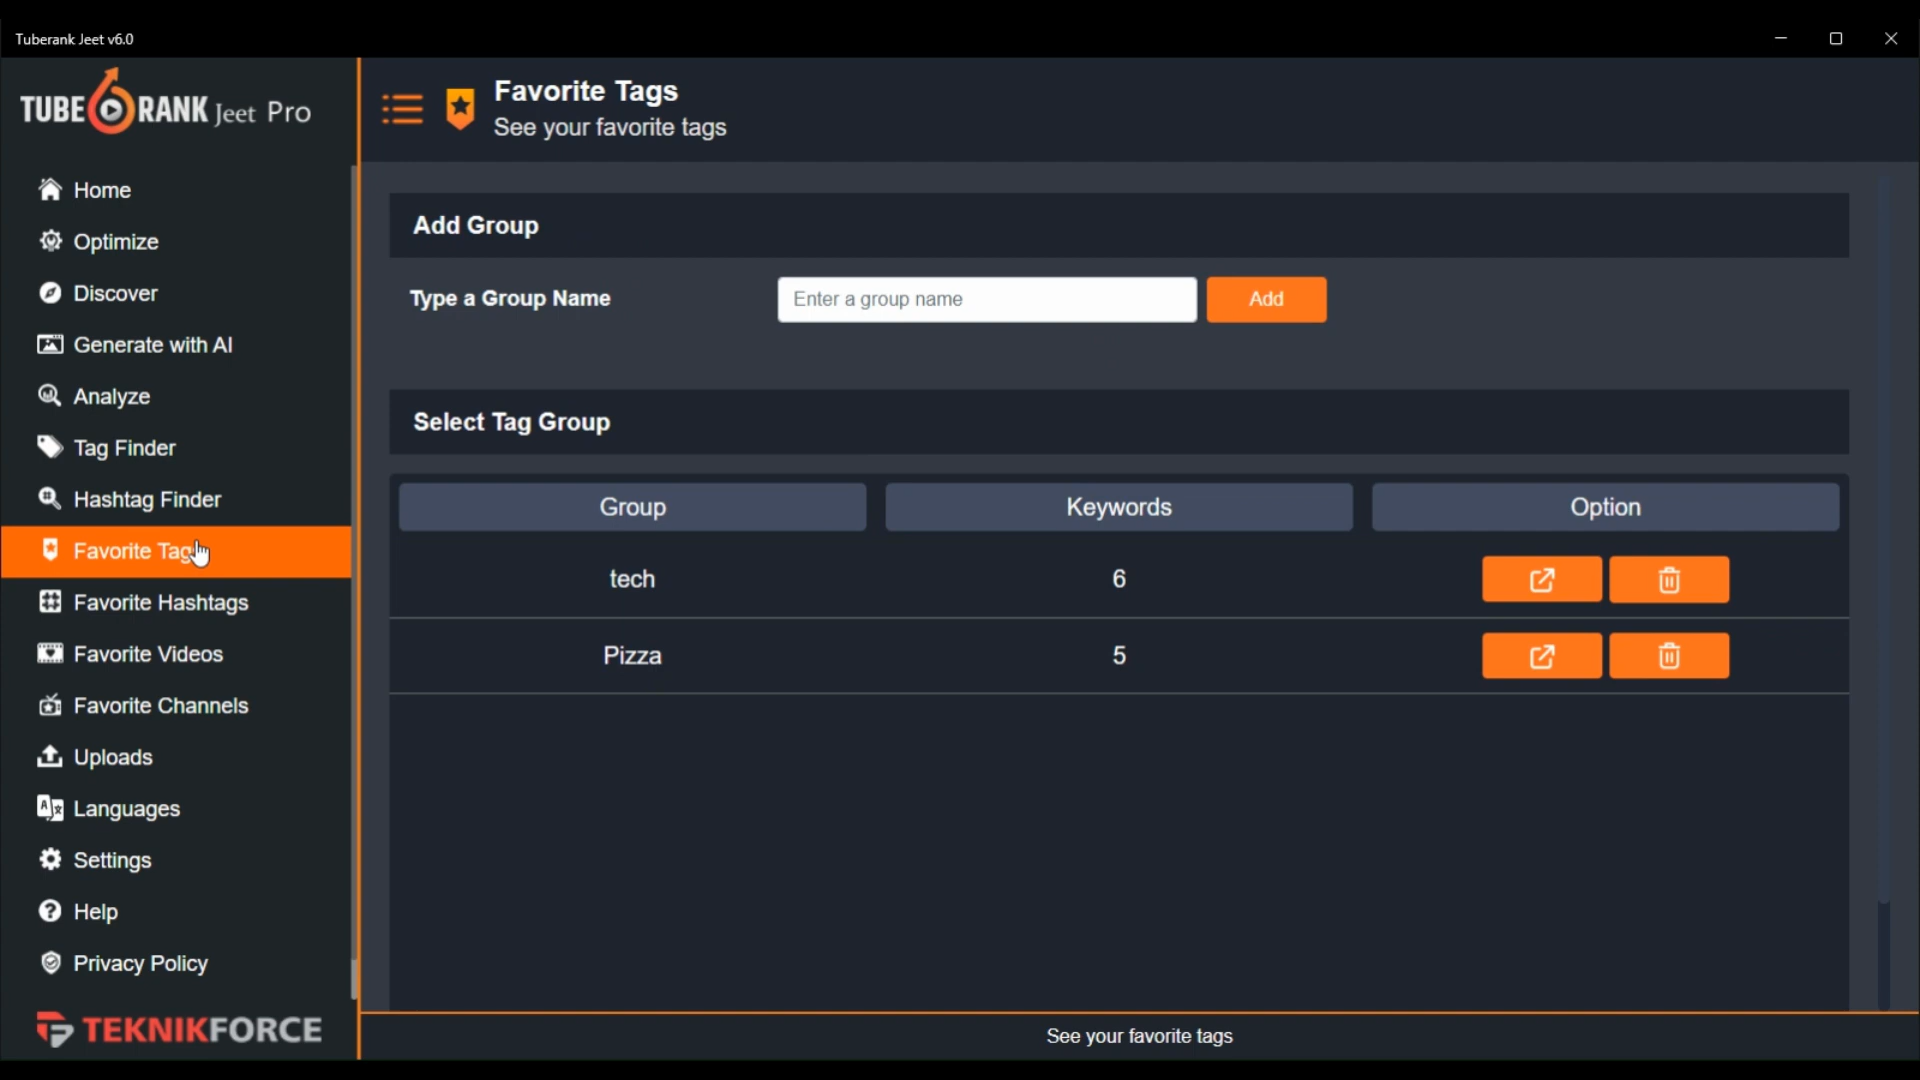 Tuberank Jeet v6.0
TUBE RANK Jeet Pro
Favorite Tags
See your favorite tags
Home
Optimize
Discover
Generate with AI
Analyze
Tag Finder
Hashtag Finder
Favorite Tag
Favorite Hashtags
Favorite Videos
Favorite Channels
Uploads
Languages
Settings
Help
Privacy Policy
TEKNIKFORCE
Add Group
Type a Group Name
Enter a group name
Add
Select Tag Group
Group Keywords Option
tech 6
Pizza 5
See your favorite tags